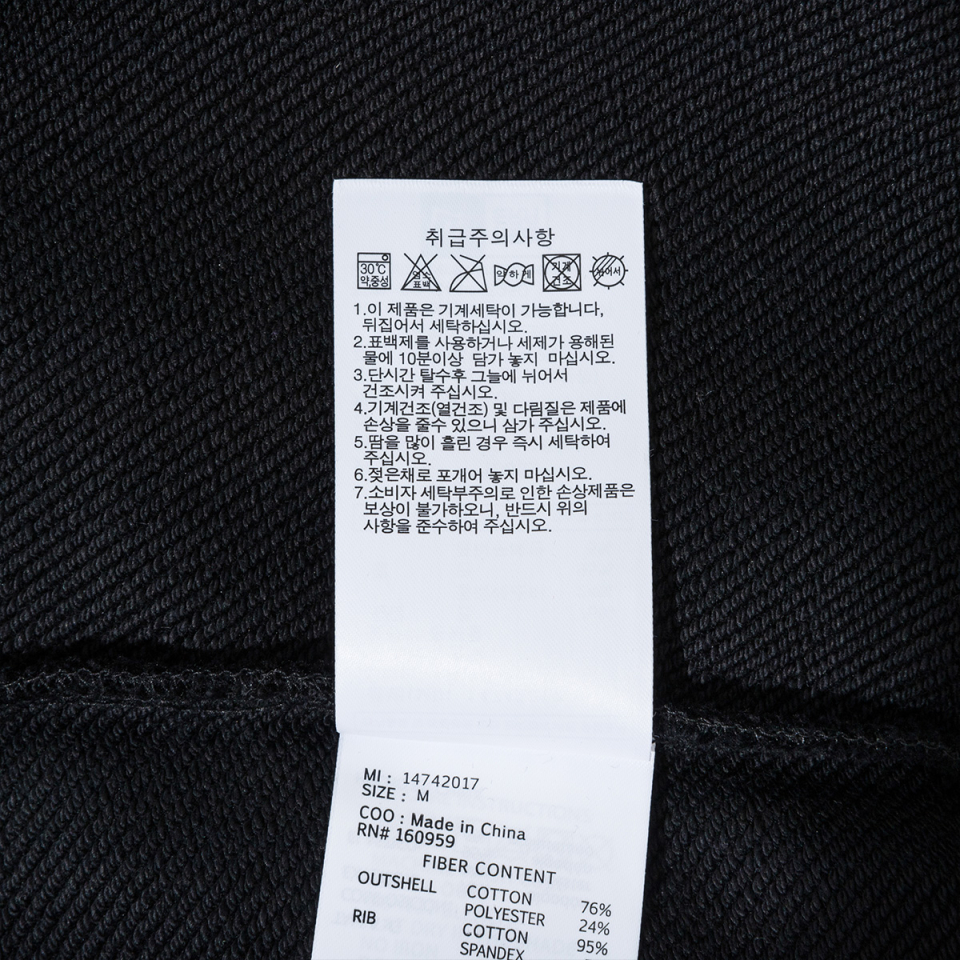 취급주의사항
30℃ 약.중성 염소 표백 약하게 기계 건조 뉘어서
1.이 제품은 기계세탁이 가능합니다,
뒤집어서 세탁하십시오.
2.표백제를 사용하거나 세제가 용해된
물에 10분이상 담가 놓지 마십시오.
3.단시간 탈수후 그늘에 뉘어서
건조시켜 주십시오.
4.기계건조(열건조) 및 다림질은 제품에
손상을 줄수 있으니 삼가 주십시오.
5.땀을 많이 흘린 경우 즉시 세탁하여
주십시오.
6.젖은채로 포개어 놓지 마십시오.
7.소비자 세탁부주의로 인한 손상제품은
보상이 불가하오니, 반드시 위의
사항을 준수하여 주십시오.
MI : 14742017
SIZE : M
COO : Made in China
RN# 160959
FIBER CONTENT
OUTSHELL COTTON 76%
POLYESTER 24%
RIB COTTON 95%
SPANDEX